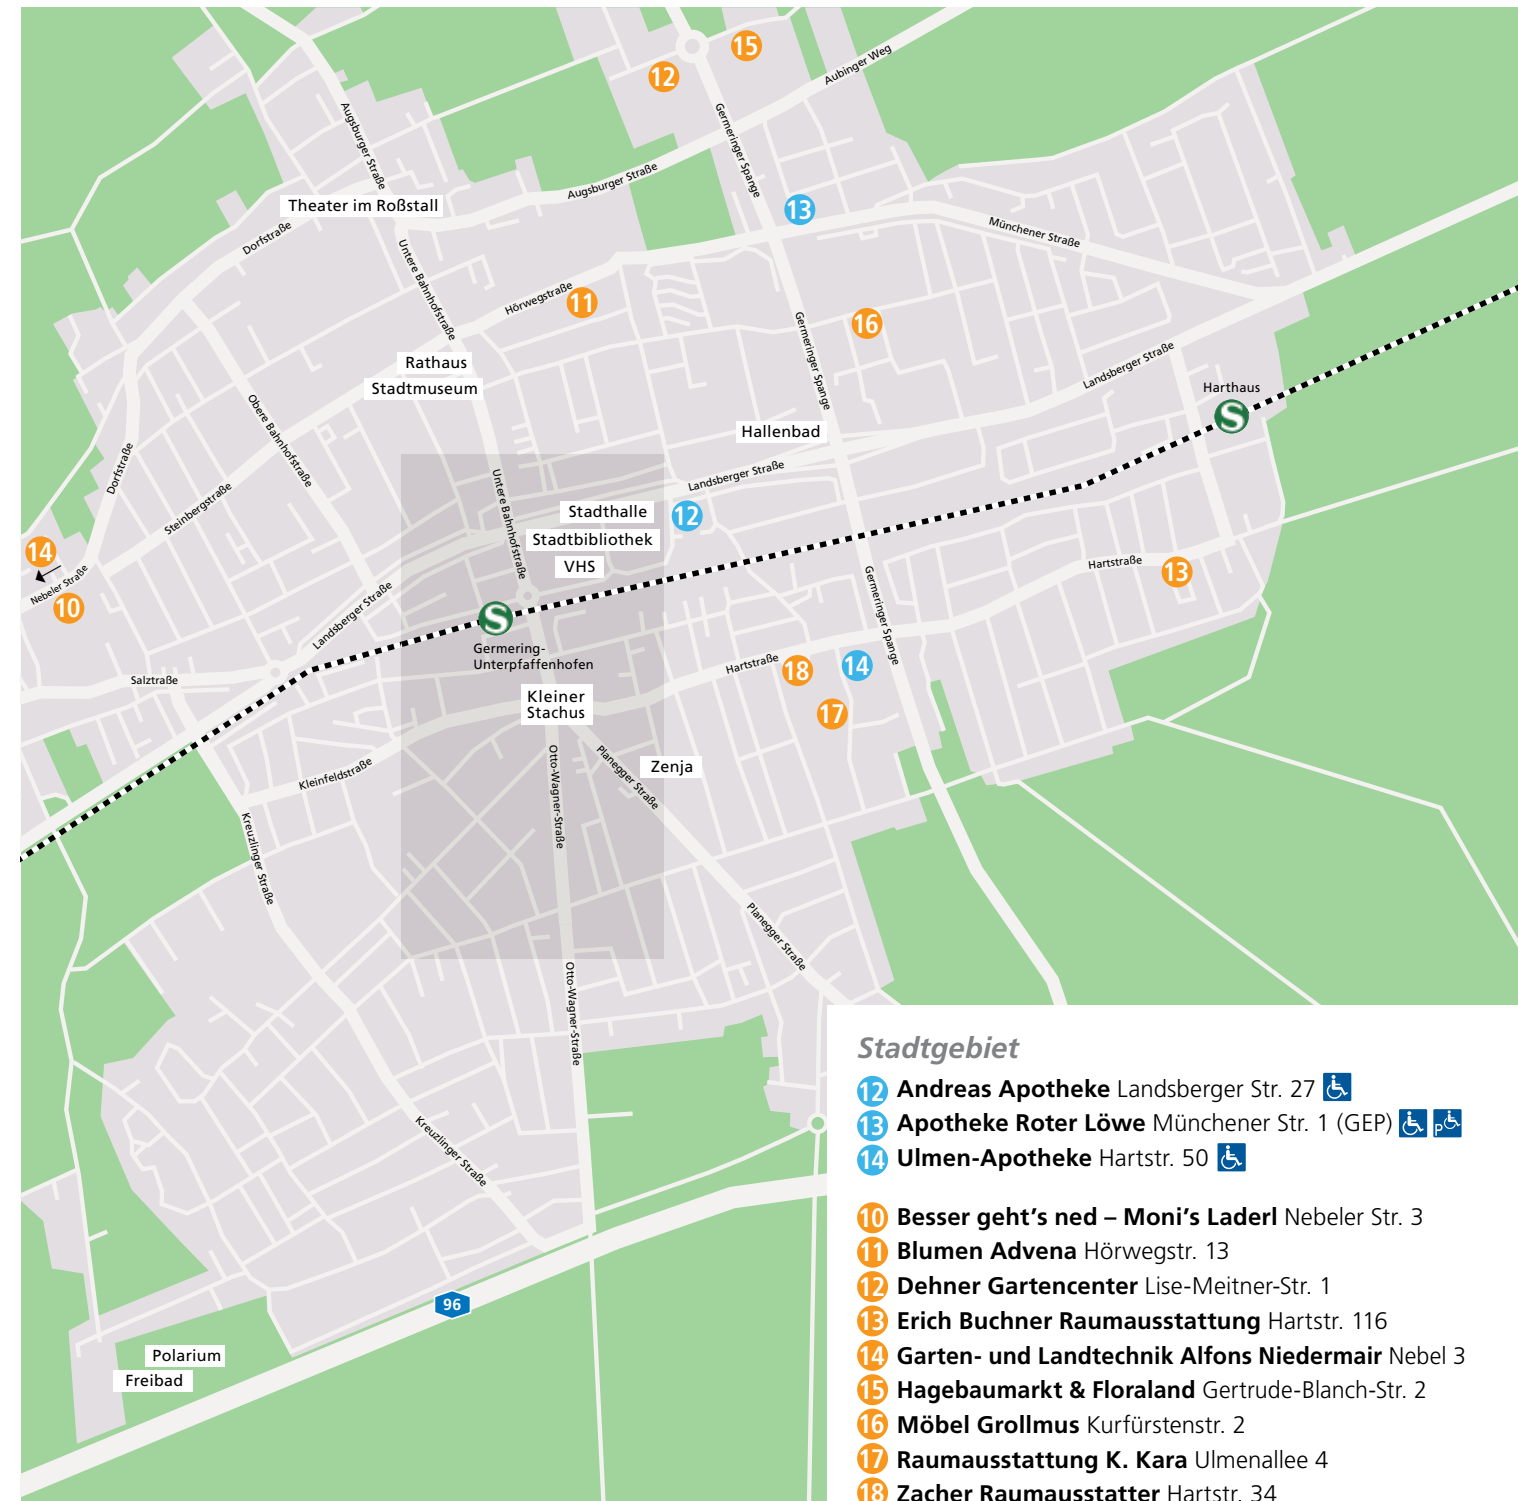 15
12
Aubinger Weg
Augsburger Straße
Germeringer Spange
Augsburger Straße
Theater im Roßstall
13
Dorfstraße
Münchener Straße
Untere Bahnhofstraße
Hörwegstraße
11
16
Germeringer Spange
Rathaus
Stadtmuseum
Landsberger Straße
Harthaus
S
Obere Bahnhofstraße
Hallenbad
Dorfstraße
Steinbergstraße
Untere Bahnhofstraße
Landsberger Straße
Stadthalle
12
Stadtbibliothek
VHS
14
Nebeler Straße
10
Hartstraße
13
Landsberger Straße
S
Germering-
Unterpfaffenhofen
Germeringer Spange
Hartstraße
18
14
17
Salztraße
Kleiner
Stachus
Zenja
Kleinfeldstraße
Otto-Wagner-Straße
Planegger Straße
Kreuzlinger Straße
Planegger Straße
Otto-Wagner-Straße
Kreuzlinger Straße
96
Polarium
Freibad
Stadtgebiet
12 Andreas Apotheke Landsberger Str. 27
13 Apotheke Roter Löwe Münchener Str. 1 (GEP) P
14 Ulmen-Apotheke Hartstr. 50
10 Besser geht’s ned – Moni’s Laderl Nebeler Str. 3
11 Blumen Advena Hörwegstr. 13
12 Dehner Gartencenter Lise-Meitner-Str. 1
13 Erich Buchner Raumausstattung Hartstr. 116
14 Garten- und Landtechnik Alfons Niedermair Nebel 3
15 Hagebaumarkt & Floraland Gertrude-Blanch-Str. 2
16 Möbel Grollmus Kurfürstenstr. 2
17 Raumausstattung K. Kara Ulmenallee 4
18 Zacher Raumausstatter Hartstr. 34